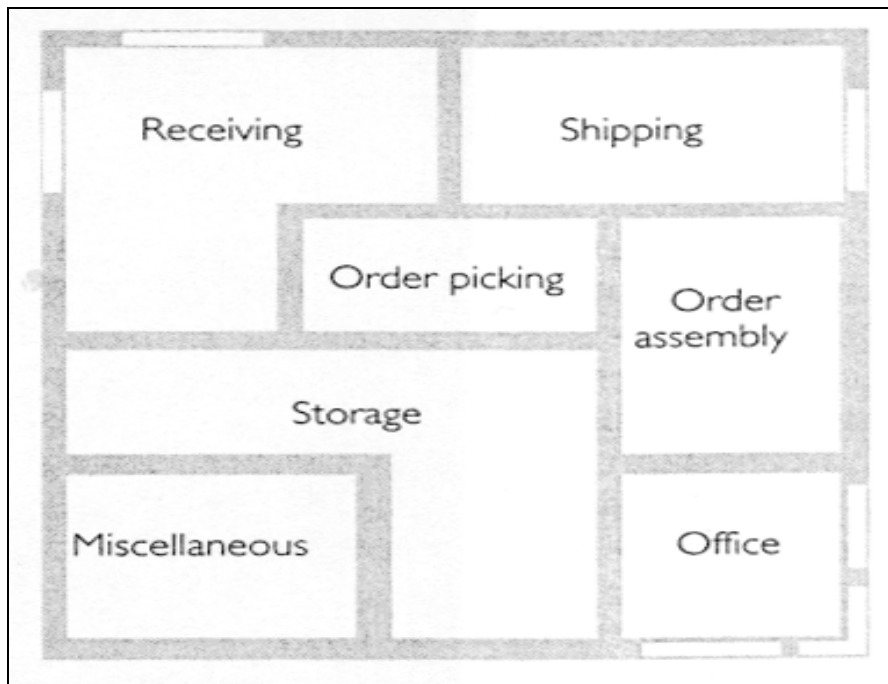 Receiving
Shipping
Order picking
Order
assembly
Storage
Miscellaneous
Office